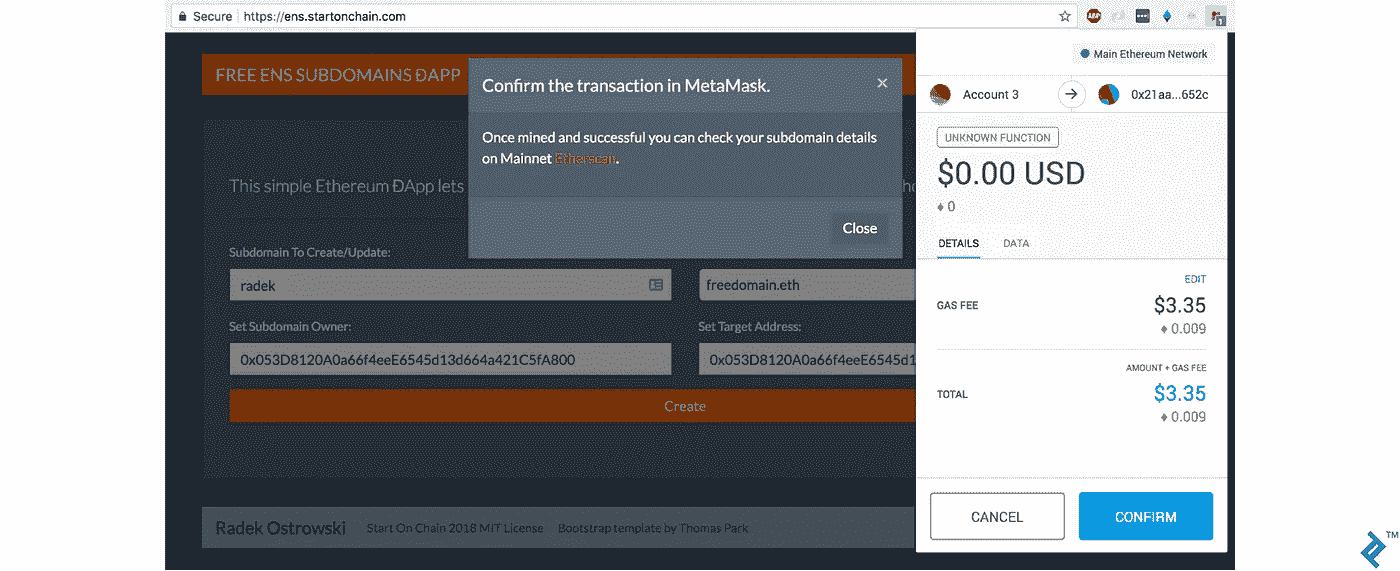 Secure https://ens.startonchain.com
ABP
1
FREE ENS SUBDOMAINS ĐAPP
Confirm the transaction in MetaMask.
×
Once mined and successful you can check your subdomain details
on Mainnet Etherscan.
Close
This simple Ethereum ĐApp lets
Subdomain To Create/Update:
radek
freedomain.eth
Set Subdomain Owner:
Set Target Address:
0x053D8120A0a66f4eeE6545d13d664a421C5fA800
0x053D8120A0a66f4eeE6545d1
Create
Radek Ostrowski Start On Chain 2018 MIT License Bootstrap template by Thomas Park
Main Ethereum Network
Account 3
0x21aa...652c
UNKNOWN FUNCTION
$0.00 USD
0
DETAILS DATA
EDIT
GAS FEE $3.35
0.009
AMOUNT + GAS FEE
TOTAL $3.35
0.009
CANCEL CONFIRM
TM